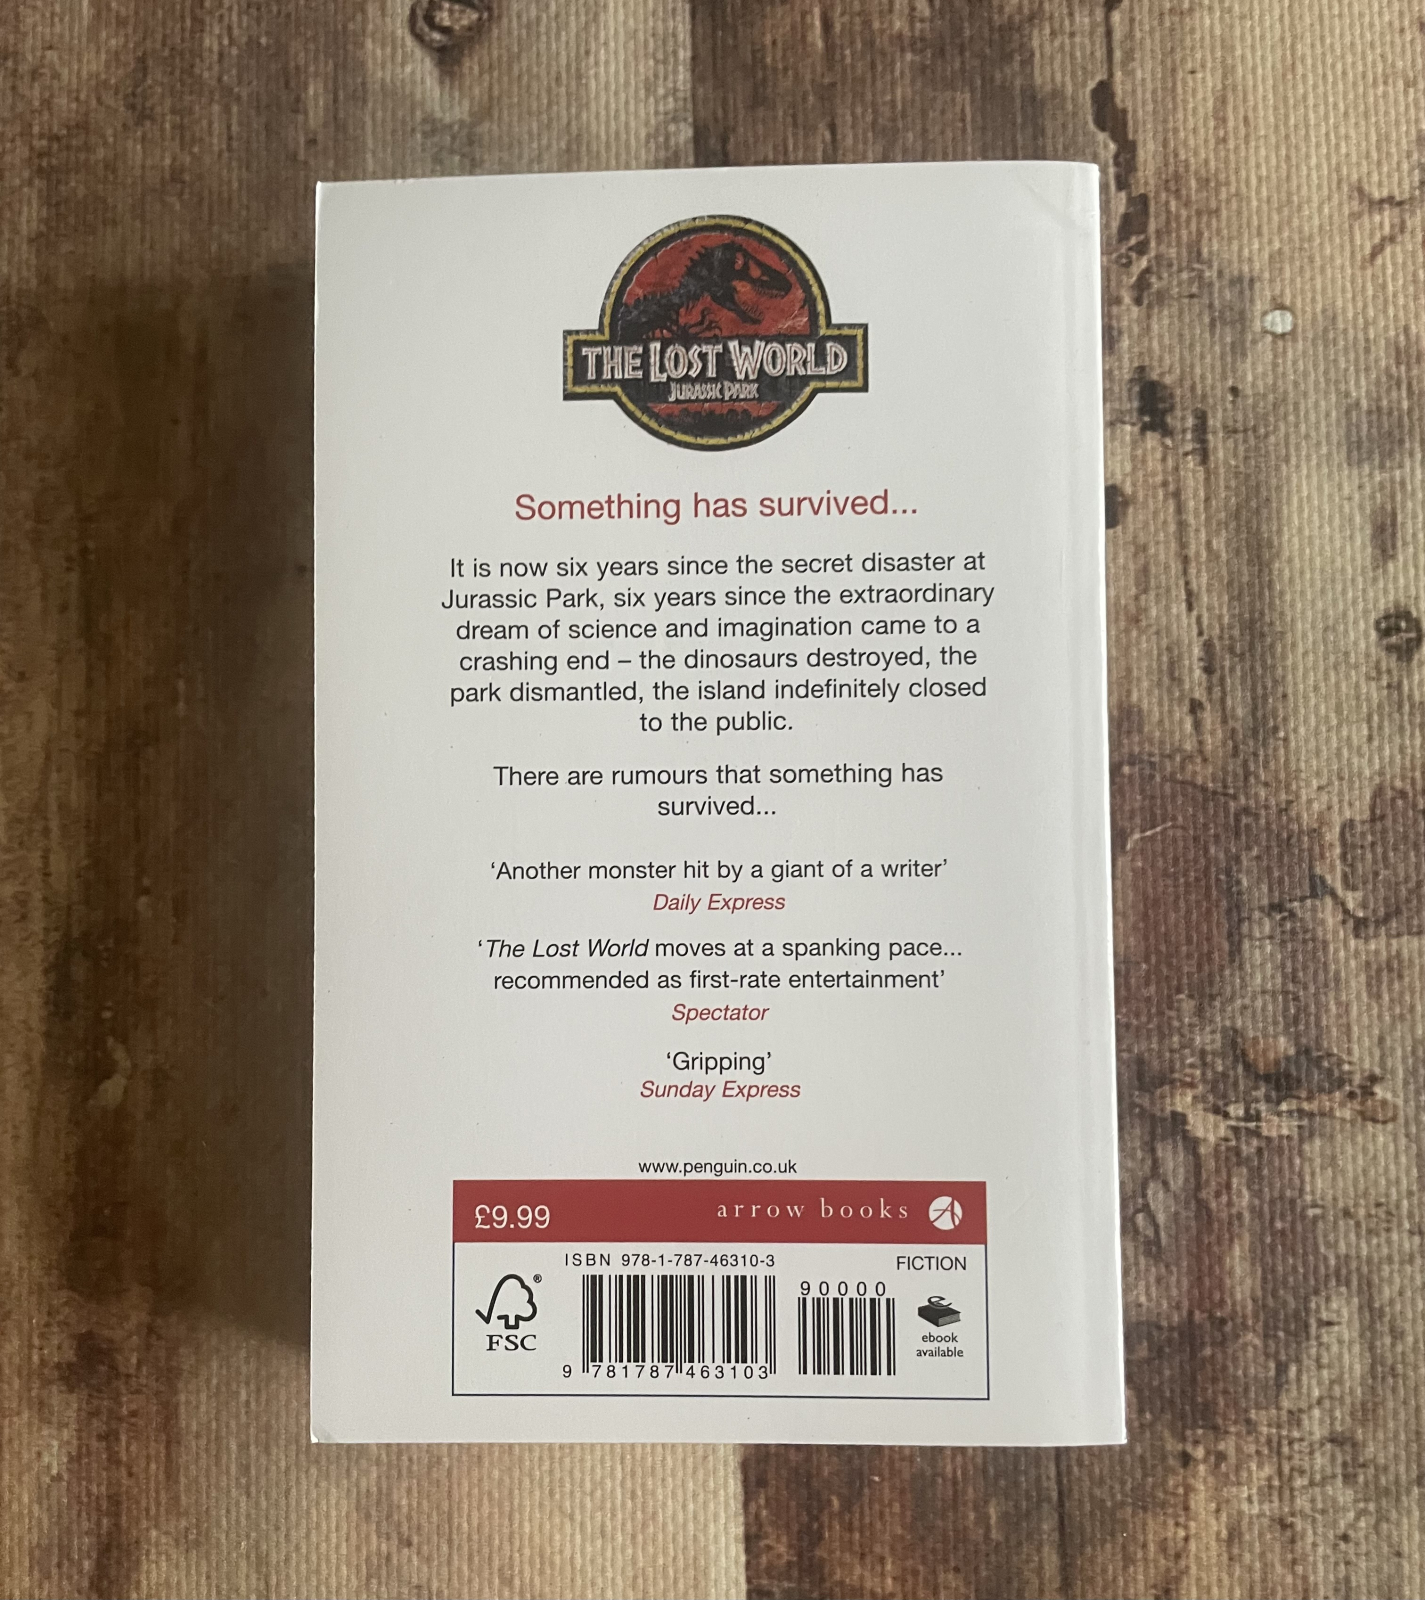 THE LOST WORLD
JURASSIC PARK
Something has survived...
It is now six years since the secret disaster at
Jurassic Park, six years since the extraordinary
dream of science and imagination came to a
crashing end – the dinosaurs destroyed, the
park dismantled, the island indefinitely closed
to the public.
There are rumours that something has
survived...
‘Another monster hit by a giant of a writer’
Daily Express
‘The Lost World moves at a spanking pace...
recommended as first-rate entertainment’
Spectator
‘Gripping’
Sunday Express
www.penguin.co.uk
£9.99 arrow books A
ISBN 978-1-787-46310-3 FICTION
90000
® FSC
e
ebook
available
9 781787 463103